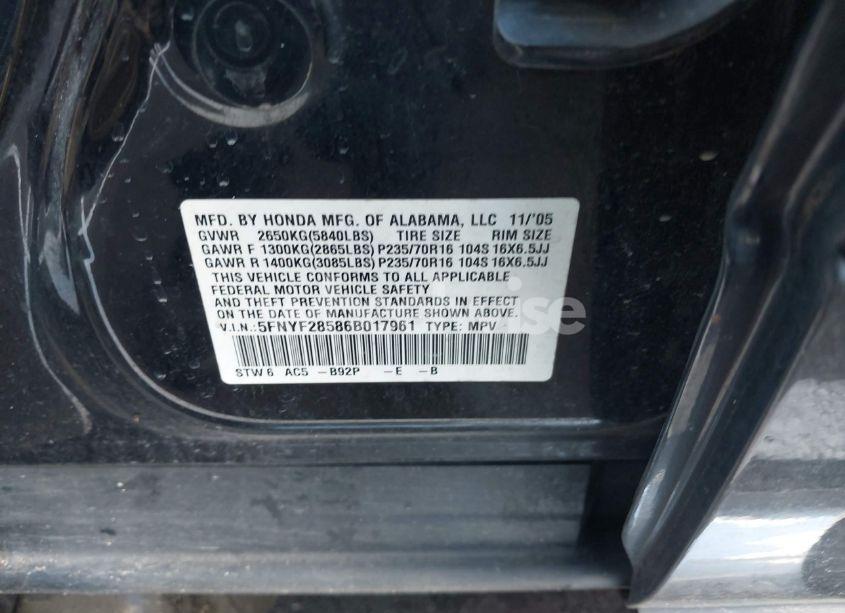 MFD. BY HONDA MFG. OF ALABAMA, LLC 11/'05
GVWR 2650KG(5840LBS) TIRE SIZE RIM SIZE
GAWR F 1300KG(2865LBS) P235/70R16 104S 16X6.5JJ
GAWR R 1400KG(3085LBS) P235/70R16 104S 16X6.5JJ
THIS VEHICLE CONFORMS TO ALL APPLICABLE
FEDERAL MOTOR VEHICLE SAFETY
AND THEFT PREVENTION STANDARDS IN EFFECT
ON THE DATE OF MANUFACTURE SHOWN ABOVE.
V.I.N.:5FNYF28586B017961 TYPE: MPV
STW6 AC5 -B92P -E -B